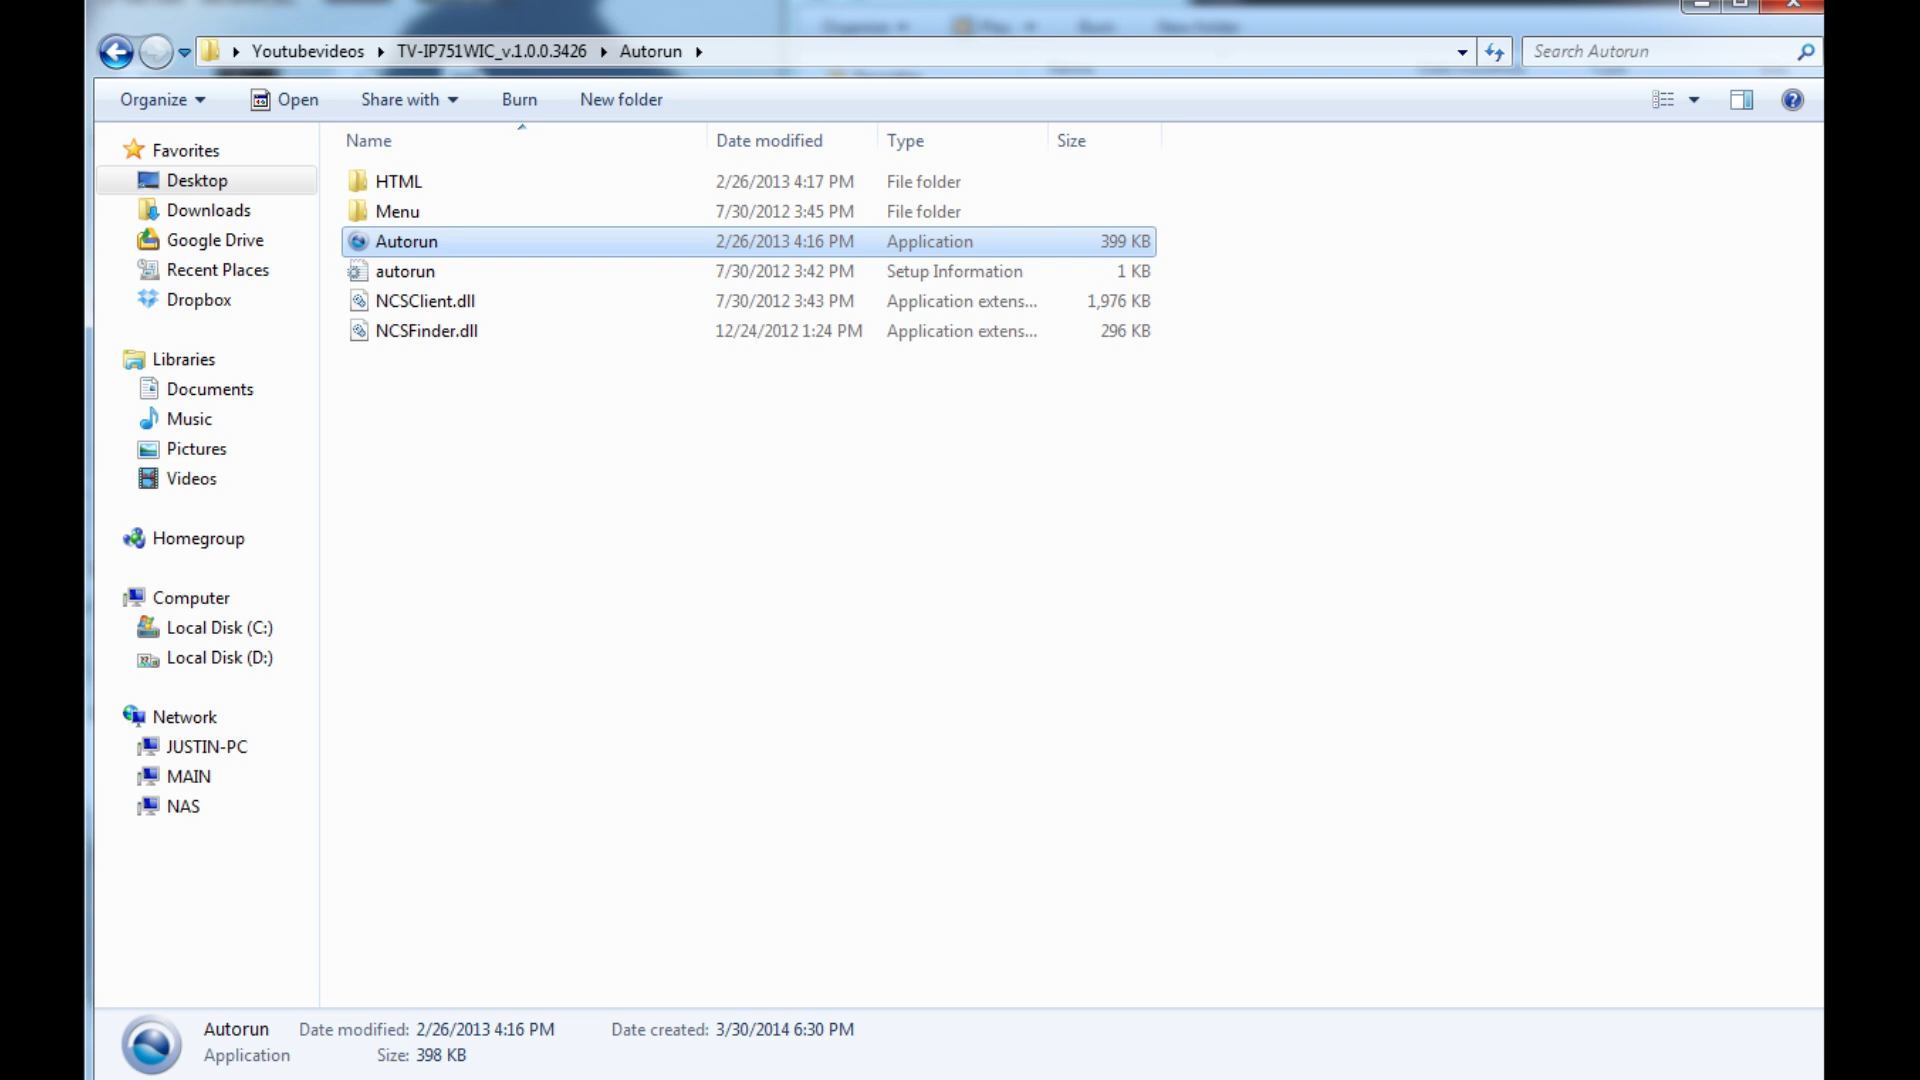 Youtubevideos TV-IP751WIC_v.1.0.0.3426 Autorun Search Autorun
Organize Open Share with Burn New folder
Name Date modified Type Size
Favorites
Desktop
Downloads
Google Drive
Recent Places
Dropbox
Libraries
Documents
Music
Pictures
Videos
Homegroup
Computer
Local Disk (C:)
Local Disk (D:)
Network
JUSTIN-PC
MAIN
NAS
HTML 2/26/2013 4:17 PM File folder
Menu 7/30/2012 3:45 PM File folder
Autorun 2/26/2013 4:16 PM Application 399 KB
autorun 7/30/2012 3:42 PM Setup Information 1 KB
NCSClient.dll 7/30/2012 3:43 PM Application extens... 1,976 KB
NCSFinder.dll 12/24/2012 1:24 PM Application extens... 296 KB
Autorun Date modified: 2/26/2013 4:16 PM Date created: 3/30/2014 6:30 PM
Application Size: 398 KB